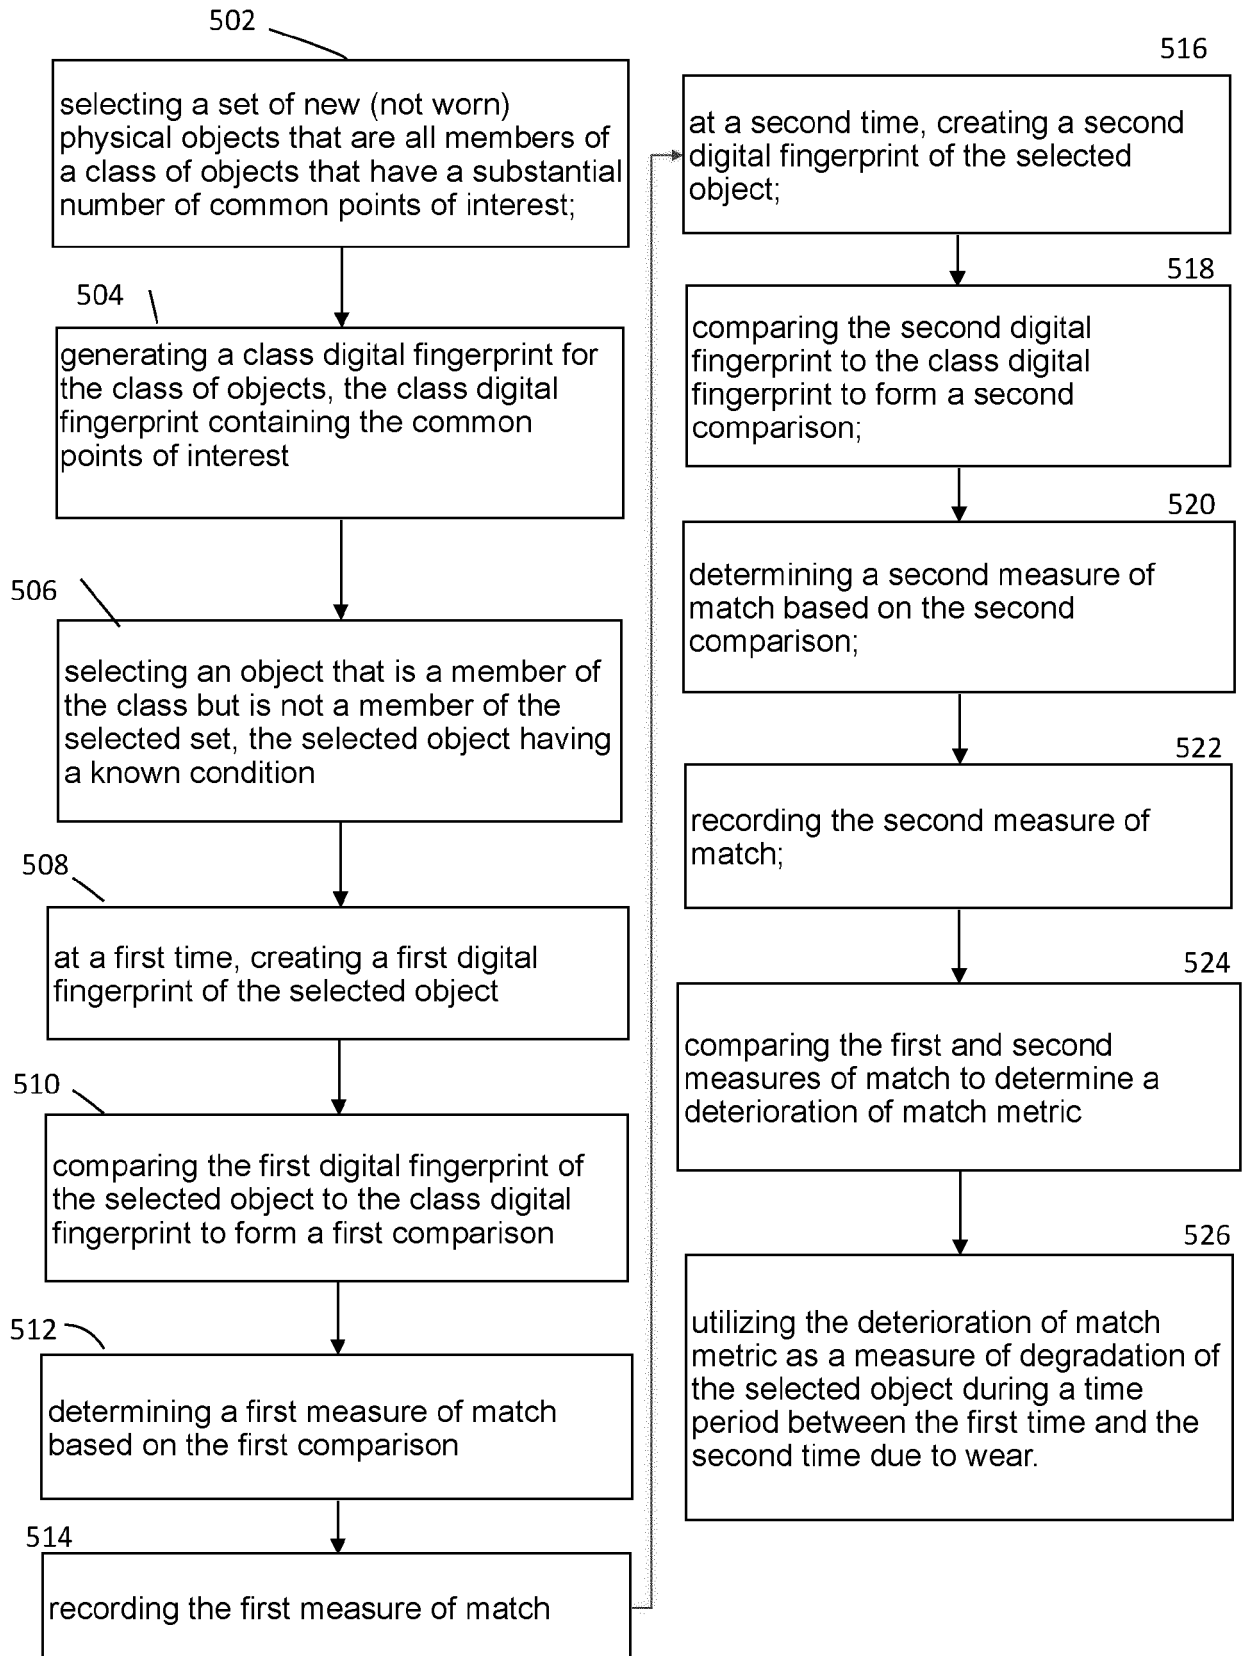 502
selecting a set of new (not worn)
physical objects that are all members of
a class of objects that have a substantial
number of common points of interest;
504
generating a class digital fingerprint for
the class of objects, the class digital
fingerprint containing the common
points of interest
506
selecting an object that is a member of
the class but is not a member of the
selected set, the selected object having
a known condition
508
at a first time, creating a first digital
fingerprint of the selected object
510
comparing the first digital fingerprint of
the selected object to the class digital
fingerprint to form a first comparison
512
determining a first measure of match
based on the first comparison
514
recording the first measure of match
516
at a second time, creating a second
digital fingerprint of the selected
object;
518
comparing the second digital
fingerprint to the class digital
fingerprint to form a second
comparison;
520
determining a second measure of
match based on the second
comparison;
522
recording the second measure of
match;
524
comparing the first and second
measures of match to determine a
deterioration of match metric
526
utilizing the deterioration of match
metric as a measure of degradation of
the selected object during a time
period between the first time and the
second time due to wear.